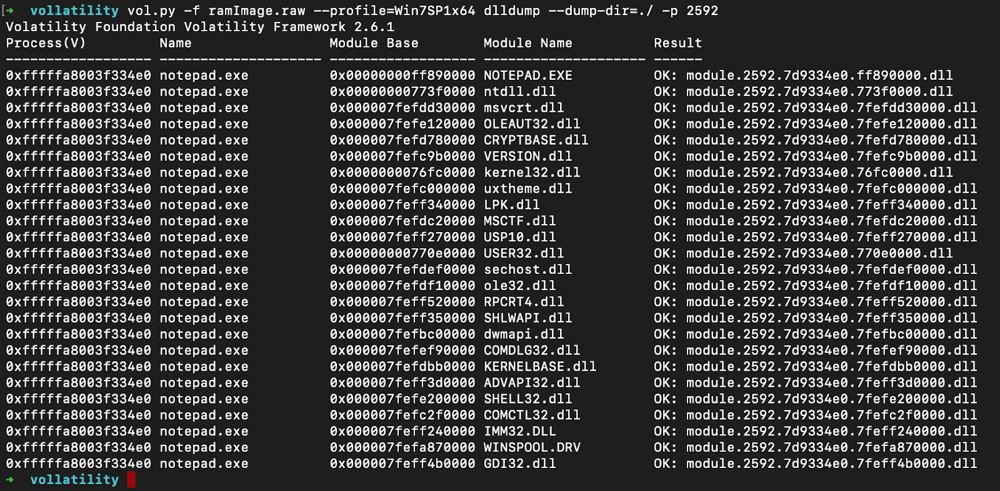 [➜ vollatility vol.py -f ramImage.raw --profile=Win7SP1x64 dlldump --dump-dir=./ -p 2592
Volatility Foundation Volatility Framework 2.6.1
Process(V)         Name                 Module Base        Module Name          Result
------------------ -------------------- ------------------ -------------------- ------
0xfffffa8003f334e0 notepad.exe          0x00000000ff890000 NOTEPAD.EXE          OK: module.2592.7d9334e0.ff890000.dll
0xfffffa8003f334e0 notepad.exe          0x00000000773f0000 ntdll.dll            OK: module.2592.7d9334e0.773f0000.dll
0xfffffa8003f334e0 notepad.exe          0x000007fefdd30000 msvcrt.dll           OK: module.2592.7d9334e0.7fefdd30000.dll
0xfffffa8003f334e0 notepad.exe          0x000007fefe120000 OLEAUT32.dll         OK: module.2592.7d9334e0.7fefe120000.dll
0xfffffa8003f334e0 notepad.exe          0x000007fefd780000 CRYPTBASE.dll        OK: module.2592.7d9334e0.7fefd780000.dll
0xfffffa8003f334e0 notepad.exe          0x000007fefc9b0000 VERSION.dll          OK: module.2592.7d9334e0.7fefc9b0000.dll
0xfffffa8003f334e0 notepad.exe          0x0000000076fc0000 kernel32.dll         OK: module.2592.7d9334e0.76fc0000.dll
0xfffffa8003f334e0 notepad.exe          0x000007fefc000000 uxtheme.dll          OK: module.2592.7d9334e0.7fefc000000.dll
0xfffffa8003f334e0 notepad.exe          0x000007feff340000 LPK.dll              OK: module.2592.7d9334e0.7feff340000.dll
0xfffffa8003f334e0 notepad.exe          0x000007fefdc20000 MSCTF.dll            OK: module.2592.7d9334e0.7fefdc20000.dll
0xfffffa8003f334e0 notepad.exe          0x000007feff270000 USP10.dll            OK: module.2592.7d9334e0.7feff270000.dll
0xfffffa8003f334e0 notepad.exe          0x00000000770e0000 USER32.dll           OK: module.2592.7d9334e0.770e0000.dll
0xfffffa8003f334e0 notepad.exe          0x000007fefdef0000 sechost.dll          OK: module.2592.7d9334e0.7fefdef0000.dll
0xfffffa8003f334e0 notepad.exe          0x000007fefdf10000 ole32.dll            OK: module.2592.7d9334e0.7fefdf10000.dll
0xfffffa8003f334e0 notepad.exe          0x000007feff520000 RPCRT4.dll           OK: module.2592.7d9334e0.7feff520000.dll
0xfffffa8003f334e0 notepad.exe          0x000007feff350000 SHLWAPI.dll          OK: module.2592.7d9334e0.7feff350000.dll
0xfffffa8003f334e0 notepad.exe          0x000007fefbc00000 dwmapi.dll           OK: module.2592.7d9334e0.7fefbc00000.dll
0xfffffa8003f334e0 notepad.exe          0x000007fefef90000 COMDLG32.dll         OK: module.2592.7d9334e0.7fefef90000.dll
0xfffffa8003f334e0 notepad.exe          0x000007fefdbb0000 KERNELBASE.dll       OK: module.2592.7d9334e0.7fefdbb0000.dll
0xfffffa8003f334e0 notepad.exe          0x000007feff3d0000 ADVAPI32.dll         OK: module.2592.7d9334e0.7feff3d0000.dll
0xfffffa8003f334e0 notepad.exe          0x000007fefe200000 SHELL32.dll          OK: module.2592.7d9334e0.7fefe200000.dll
0xfffffa8003f334e0 notepad.exe          0x000007fefc2f0000 COMCTL32.dll         OK: module.2592.7d9334e0.7fefc2f0000.dll
0xfffffa8003f334e0 notepad.exe          0x000007feff240000 IMM32.DLL            OK: module.2592.7d9334e0.7feff240000.dll
0xfffffa8003f334e0 notepad.exe          0x000007fefa870000 WINSPOOL.DRV         OK: module.2592.7d9334e0.7fefa870000.dll
0xfffffa8003f334e0 notepad.exe          0x000007feff4b0000 GDI32.dll            OK: module.2592.7d9334e0.7feff4b0000.dll
➜ vollatility